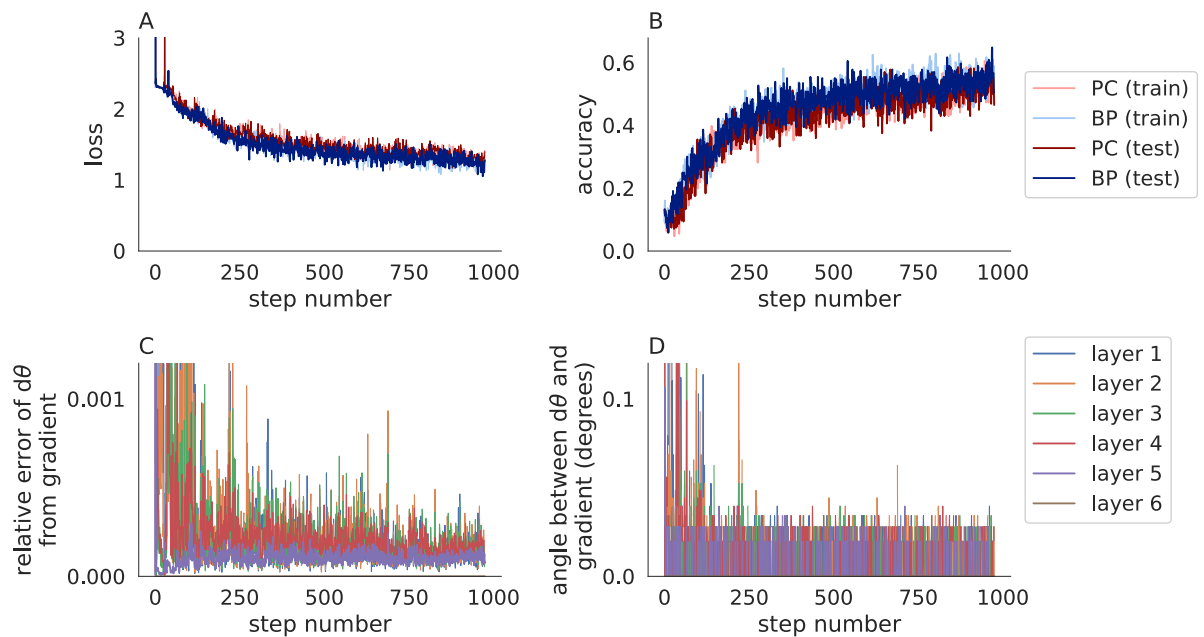 A
3
2
1
0
loss
0
250
500
750
1000
step number
B
0.6
0.4
0.2
0.0
accuracy
0
250
500
750
1000
step number
PC (train)
BP (train)
PC (test)
BP (test)
C
0.001
0.000
relative error of dθ
from gradient
0
250
500
750
1000
step number
D
0.1
0.0
angle between dθ and
gradient (degrees)
0
250
500
750
1000
step number
layer 1
layer 2
layer 3
layer 4
layer 5
layer 6